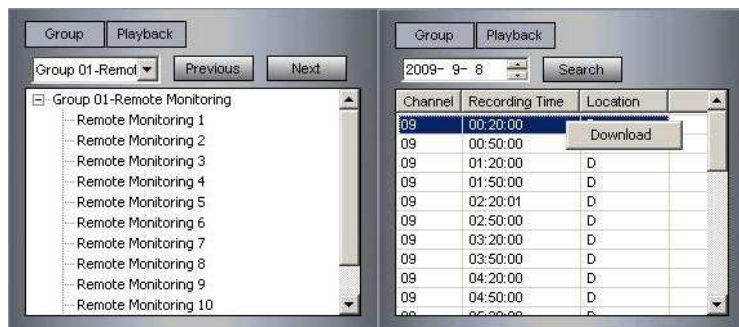 Group Playback
Group 01-Remot Previous Next
Group 01-Remote Monitoring
Remote Monitoring 1
Remote Monitoring 2
Remote Monitoring 3
Remote Monitoring 4
Remote Monitoring 5
Remote Monitoring 6
Remote Monitoring 7
Remote Monitoring 8
Remote Monitoring 9
Remote Monitoring 10
Group Playback
2009- 9- 8 Search
Channel Recording Time Location
09 00:20:00
Download
09 00:50:00
09 01:20:00 D
09 01:50:00 D
09 02:20:01 D
09 02:50:00 D
09 03:20:00 D
09 03:50:00 D
09 04:20:00 D
09 04:50:00 D